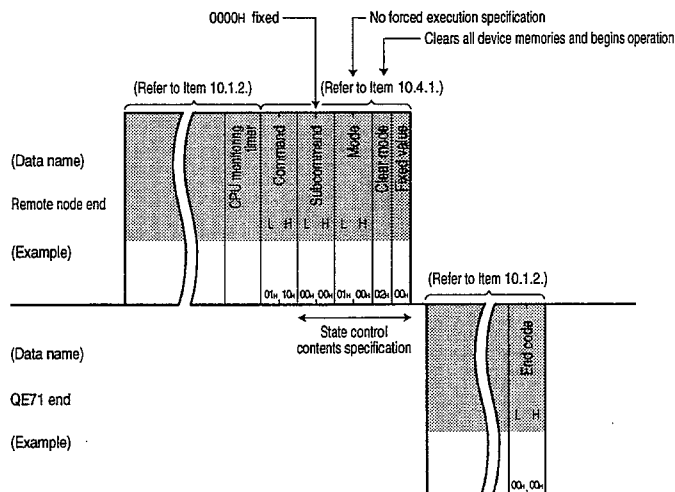 0000H fixed
No forced execution specification
Clears all device memories and begins operation
(Refer to Item 10.1.2.)
(Refer to Item 10.4.1.)
(Data name)
Remote node end
(Example)
CPU monitoring
timer
Command
Subcommand
Mode
Clear mode
Fixed value
L H L H L H
01H 10H 00H 00H 01H 00H 02H 00H
State control
contents specification
(Refer to Item 10.1.2.)
(Data name)
QE71 end
(Example)
End code
L H
00H 00H